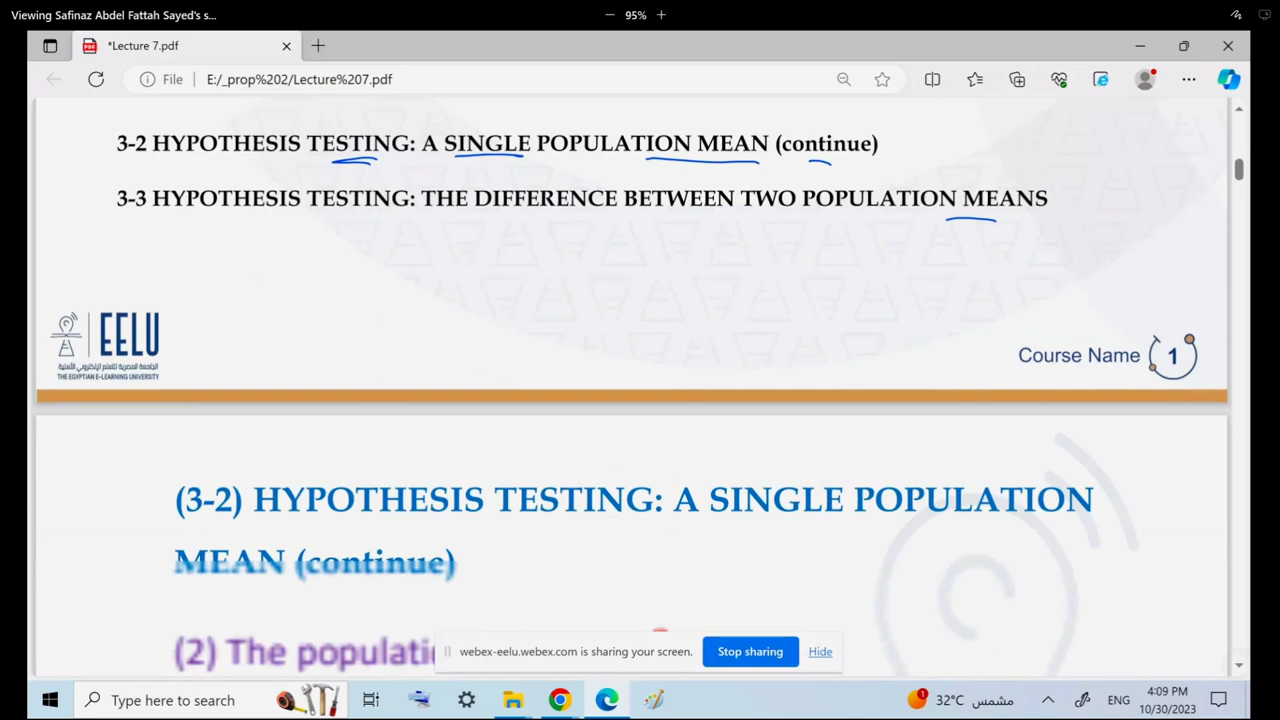 Viewing Safinaz Abdel Fattah Sayed's s...
95%
*Lecture 7.pdf
File
E:/_prop%202/Lecture%207.pdf
3-2 HYPOTHESIS TESTING: A SINGLE POPULATION MEAN (continue)
3-3 HYPOTHESIS TESTING: THE DIFFERENCE BETWEEN TWO POPULATION MEANS
EELU
الجامعة المصرية للتعلم الإلكتروني الأهلية
THE EGYPTIAN E-LEARNING UNIVERSITY
Course Name 1
(3-2) HYPOTHESIS TESTING: A SINGLE POPULATION
MEAN (continue)
(2) The populati
webex-eelu.webex.com is sharing your screen.
Stop sharing
Hide
Type here to search
1
32°C مشمس
ENG
4:09 PM
10/30/2023